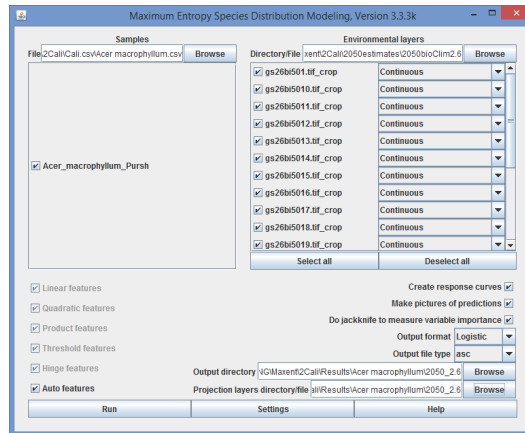 Maximum Entropy Species Distribution Modeling, Version 3.3.3k
Samples
File \2Cali\Cali.csv\Acer macrophyllum.csv Browse
Acer_macrophyllum_Pursh
Environmental layers
Directory/File xent\2Cali\2050estimates\2050bioClim2.6 Browse
gs26bi501.tif_crop Continuous
gs26bi5010.tif_crop Continuous
gs26bi5011.tif_crop Continuous
gs26bi5012.tif_crop Continuous
gs26bi5013.tif_crop Continuous
gs26bi5014.tif_crop Continuous
gs26bi5015.tif_crop Continuous
gs26bi5016.tif_crop Continuous
gs26bi5017.tif_crop Continuous
gs26bi5018.tif_crop Continuous
gs26bi5019.tif_crop Continuous
Select all Deselect all
Linear features
Quadratic features
Product features
Threshold features
Hinge features
Auto features
Create response curves
Make pictures of predictions
Do jackknife to measure variable importance
Output format Logistic
Output file type asc
Output directory \G\Maxent\2Cali\Results\Acer macrophyllum\2050_2.6 Browse
Projection layers directory/file ali\Results\Acer macrophyllum\2050_2.6 Browse
Run Settings Help